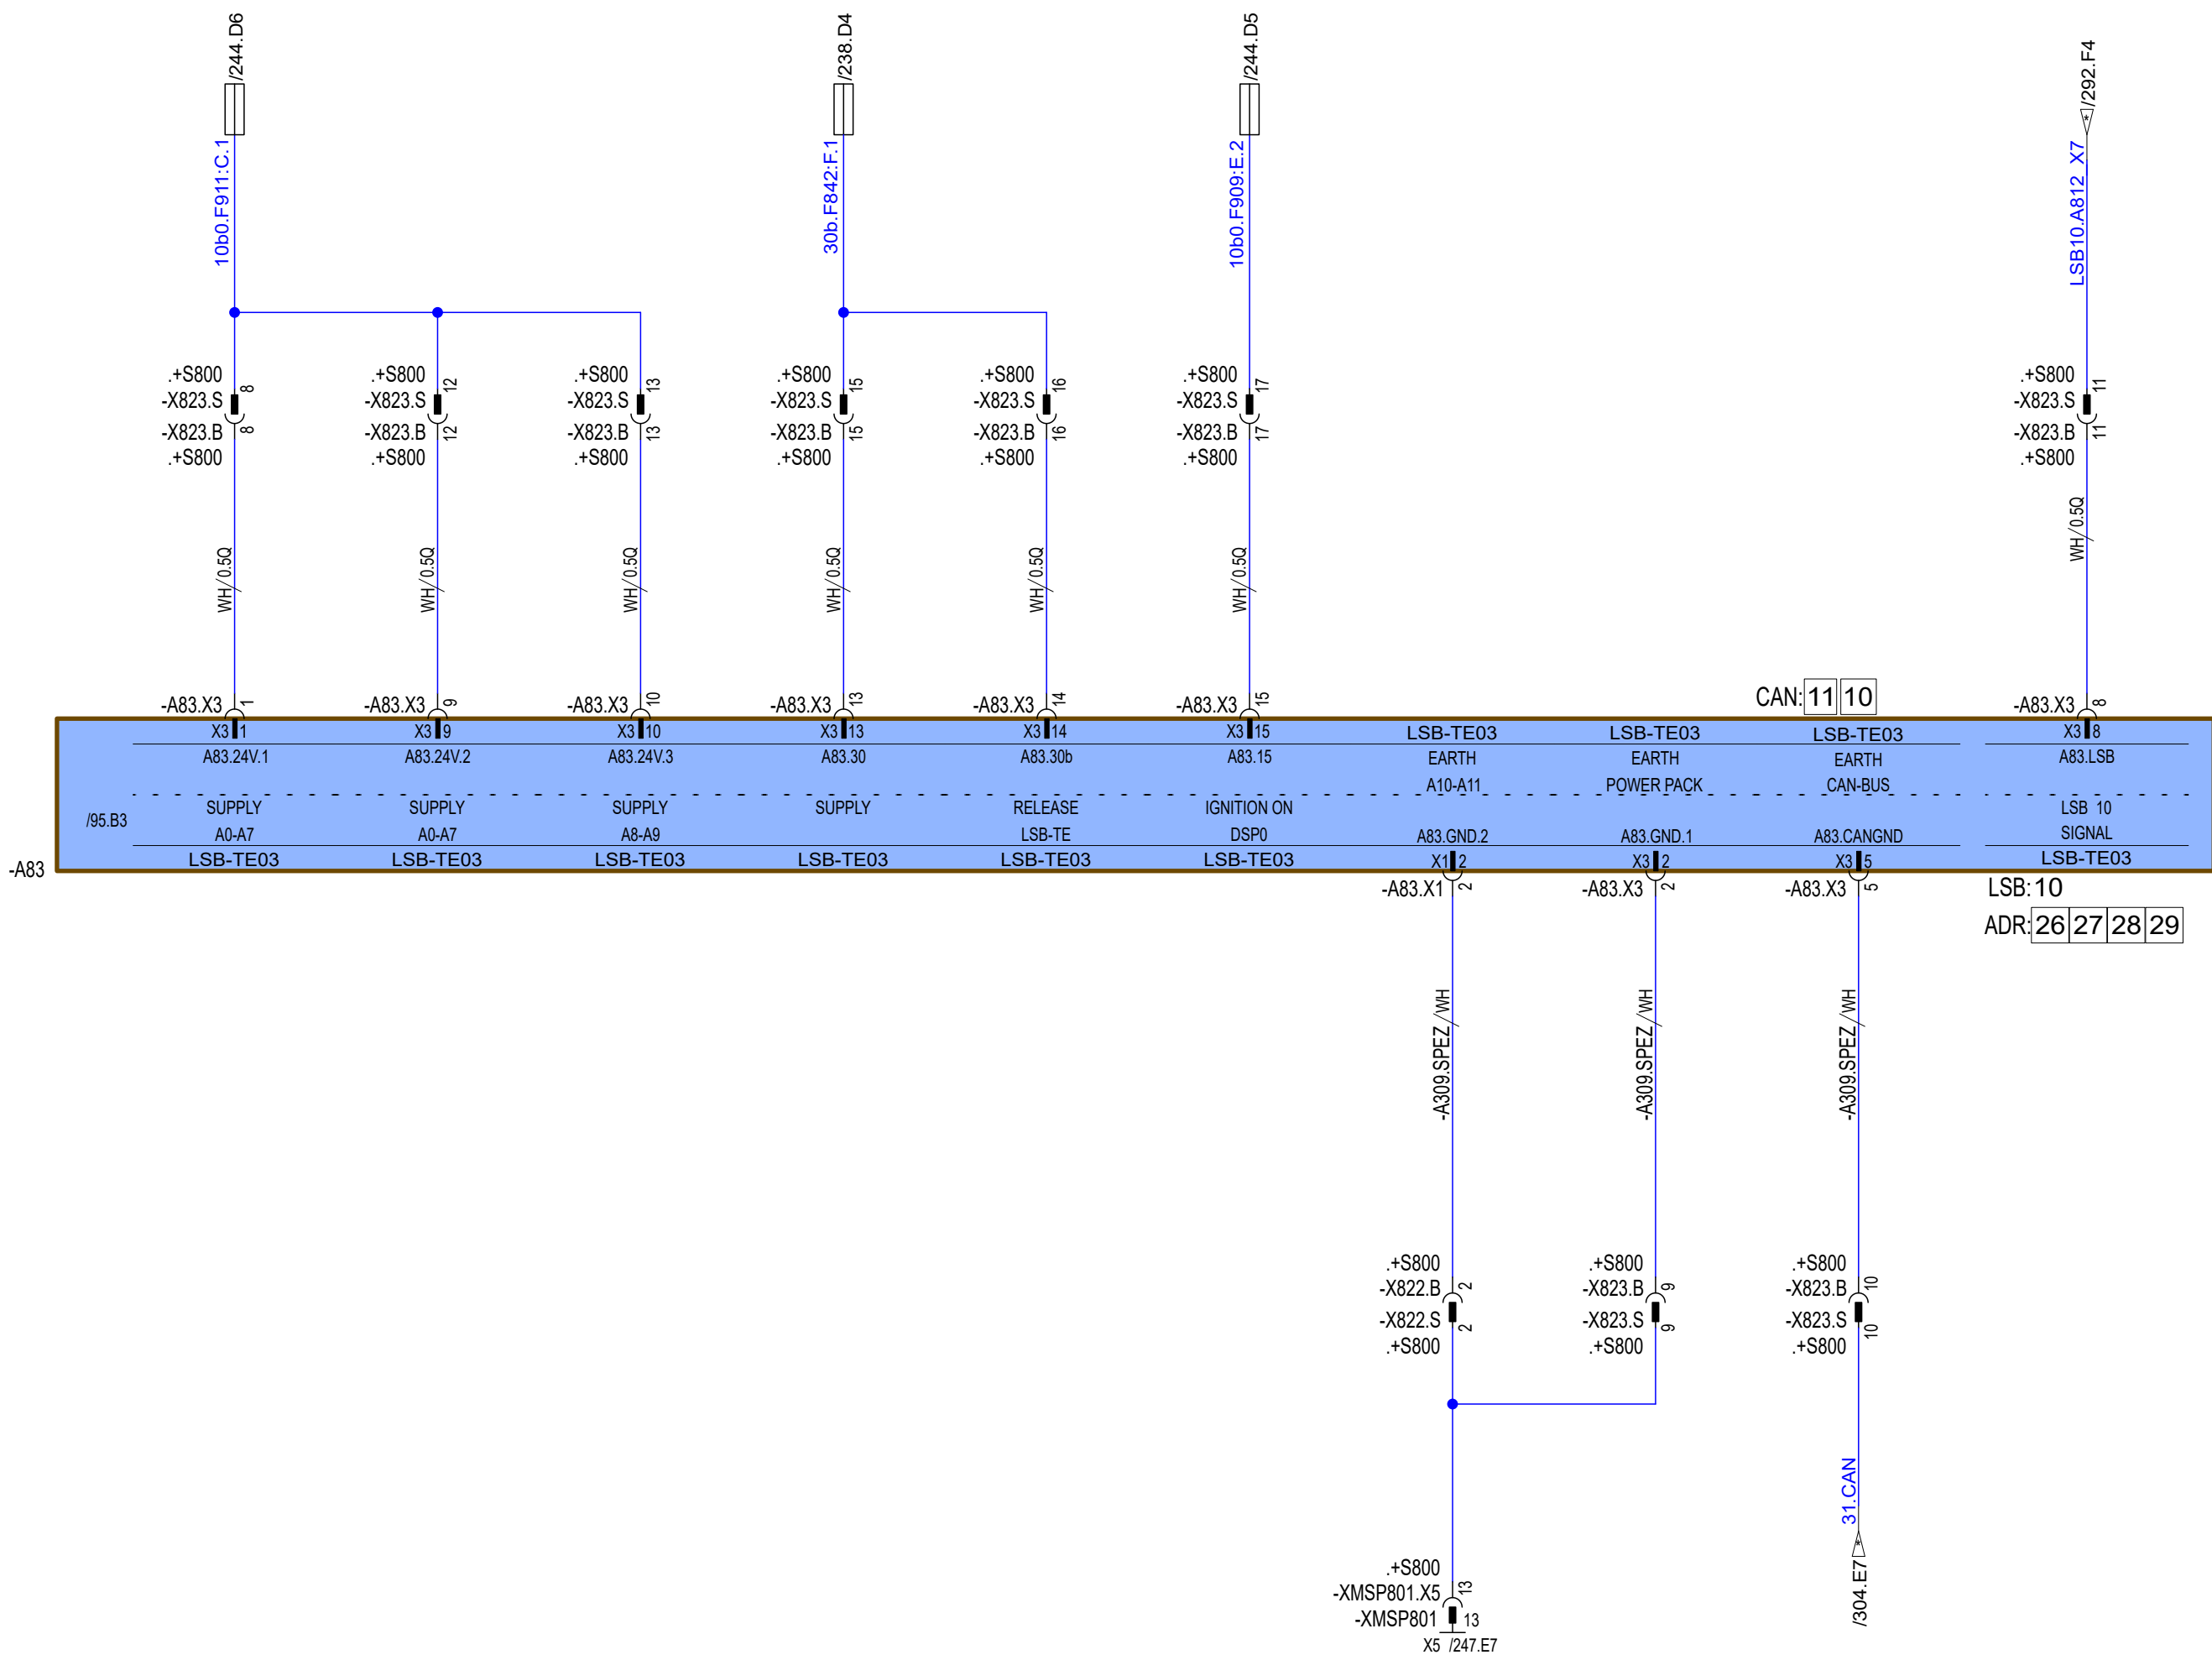 /244.D6
/238.D4
/244.D5
/292.F4
10b0.F911:C.1
30b.F842:F.1
10b0.F909:E.2
LSB10.A812_X7
.+S800
-X823.S 8
-X823.B 8
.+S800
.+S800
-X823.S 12
-X823.B 12
.+S800
.+S800
-X823.S 13
-X823.B 13
.+S800
.+S800
-X823.S 15
-X823.B 15
.+S800
.+S800
-X823.S 16
-X823.B 16
.+S800
.+S800
-X823.S 17
-X823.B 17
.+S800
.+S800
-X823.S 11
-X823.B 11
.+S800
WH/0.5Q
WH/0.5Q
WH/0.5Q
WH/0.5Q
WH/0.5Q
WH/0.5Q
WH/0.5Q
CAN: 11 10
-A83.X3 1
-A83.X3 9
-A83.X3 10
-A83.X3 13
-A83.X3 14
-A83.X3 15
-A83.X3 8
X3 1
A83.24V.1
SUPPLY
A0-A7
LSB-TE03
X3 9
A83.24V.2
SUPPLY
A0-A7
LSB-TE03
X3 10
A83.24V.3
SUPPLY
A8-A9
LSB-TE03
X3 13
A83.30
SUPPLY
LSB-TE03
X3 14
A83.30b
RELEASE
LSB-TE
LSB-TE03
X3 15
A83.15
IGNITION ON
DSP0
LSB-TE03
LSB-TE03
EARTH
A10-A11
A83.GND.2
X1 2
LSB-TE03
EARTH
POWER PACK
A83.GND.1
X3 2
LSB-TE03
EARTH
CAN-BUS
A83.CANGND
X3 5
X3 8
A83.LSB
LSB 10
SIGNAL
LSB-TE03
/95.B3
-A83
-A83.X1 2
-A83.X3 2
-A83.X3 5
LSB: 10
ADR: 26 27 28 29
-A309.SPEZ/WH
-A309.SPEZ/WH
-A309.SPEZ/WH
.+S800
-X822.B 2
-X822.S 2
.+S800
.+S800
-X823.B 9
-X823.S 9
.+S800
.+S800
-X823.B 10
-X823.S 10
.+S800
31.CAN
/304.E7
.+S800
-XMSP801.X5 13
-XMSP801 13
X5 /247.E7